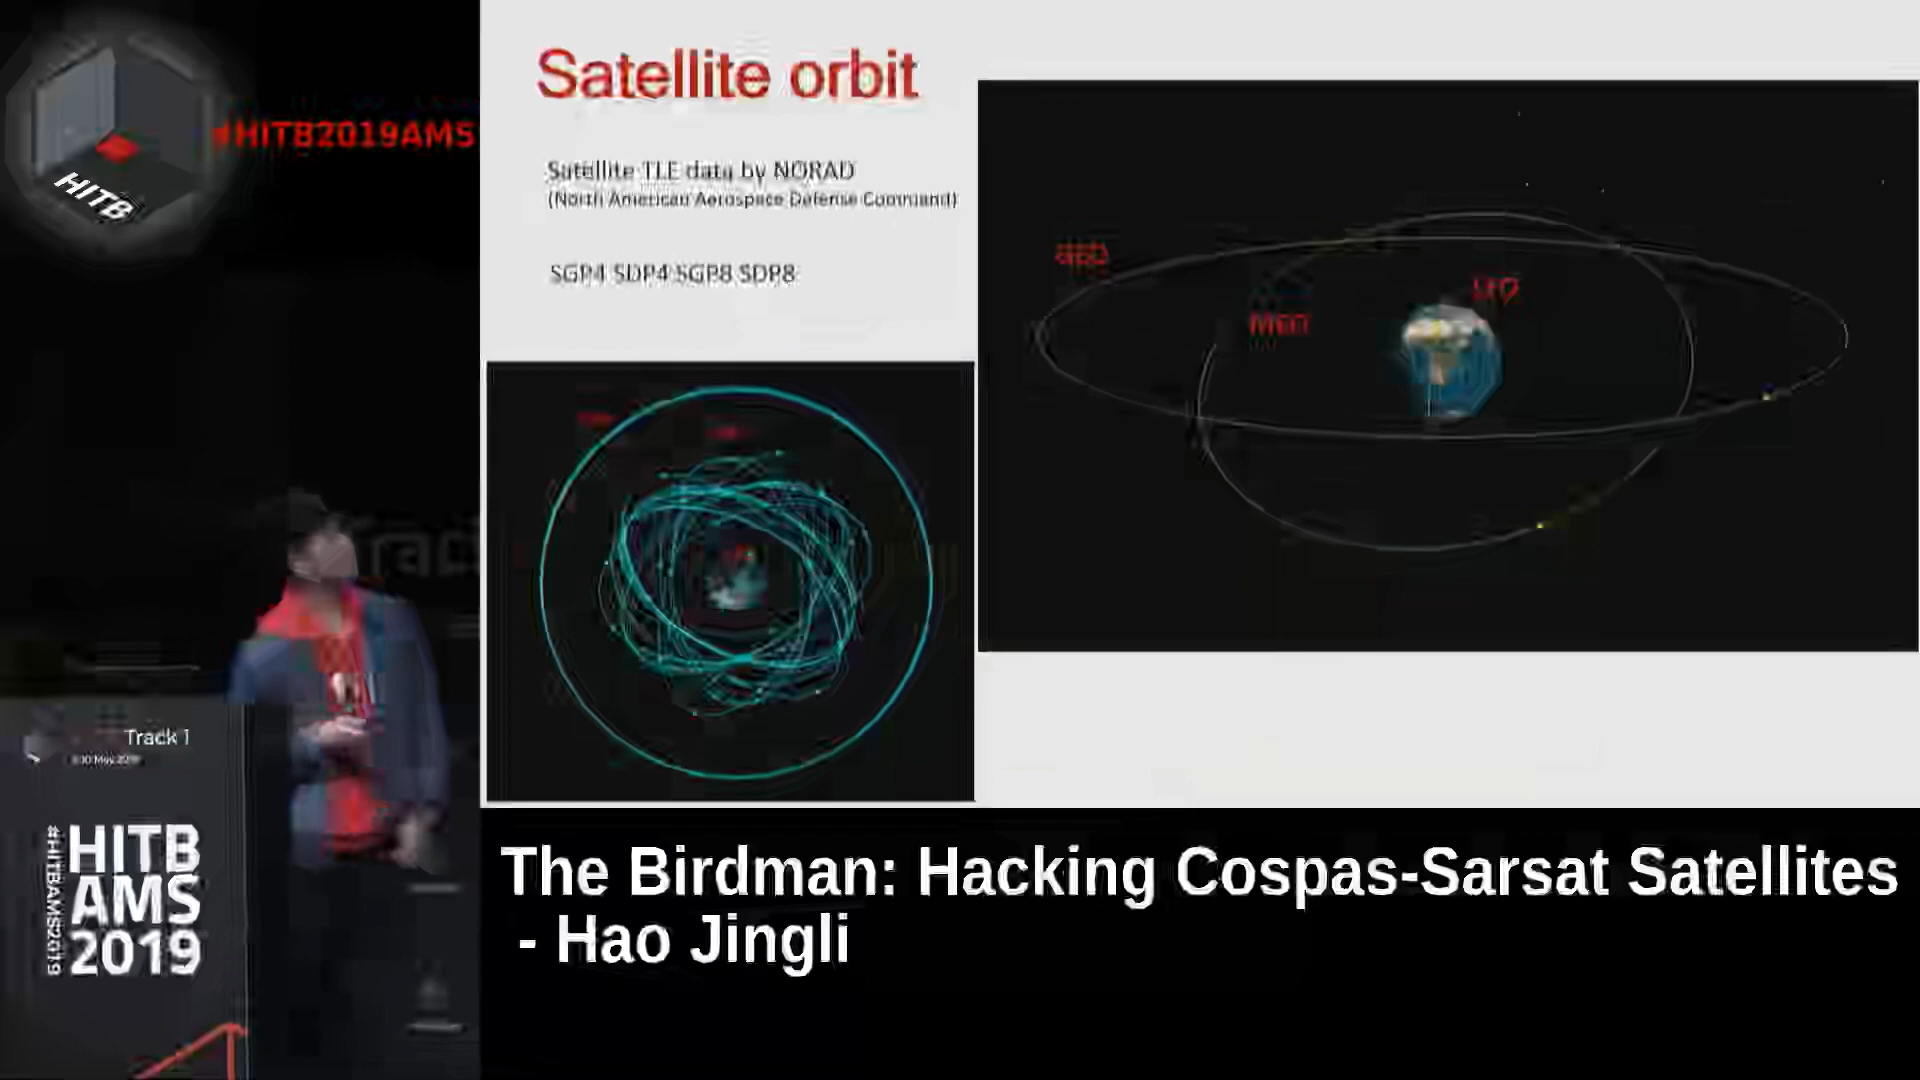 HITB
#HITB2019AMS
Satellite orbit
Satellite TLE data by NORAD
(North American Aerospace Defense Command)
SGP4 SDP4 SGP8 SDP8
GEO
LEO
MEO
Track 1
#HITBAMS2019
HITB
AMS
2019
The Birdman: Hacking Cospas-Sarsat Satellites
- Hao Jingli